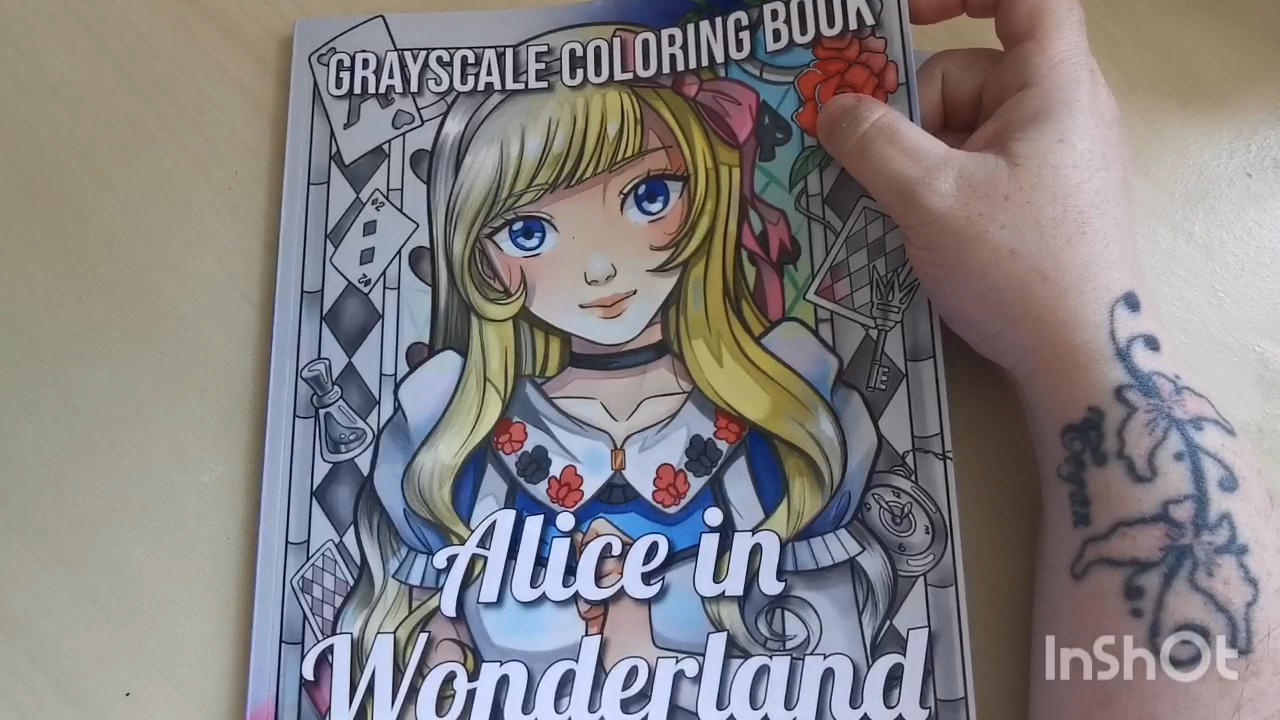 GRAYSCALE COLORING BOOK
A
Alice in
Wonderland
InShOt